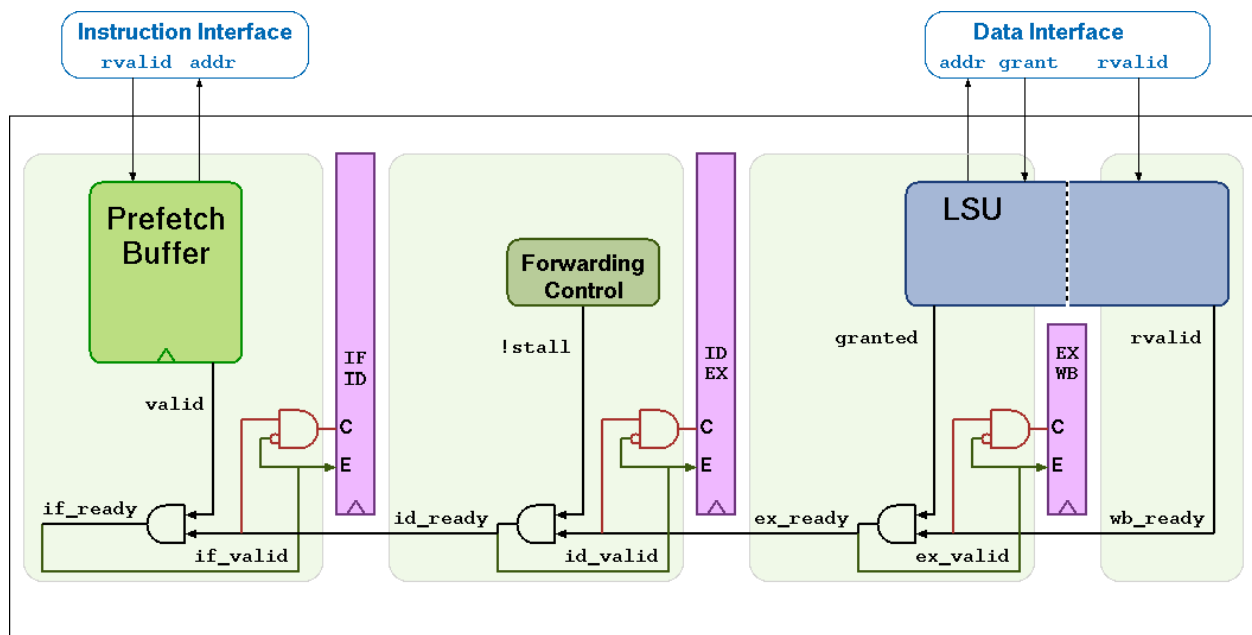 Instruction Interface
rvalid addr
Data Interface
addr grant rvalid
Prefetch
Buffer
LSU
Forwarding
Control
!stall
granted
rvalid
IF
ID
ID
EX
EX
WB
valid
C
E
C
E
C
E
if_ready
if_valid
id_ready
id_valid
ex_ready
ex_valid
wb_ready